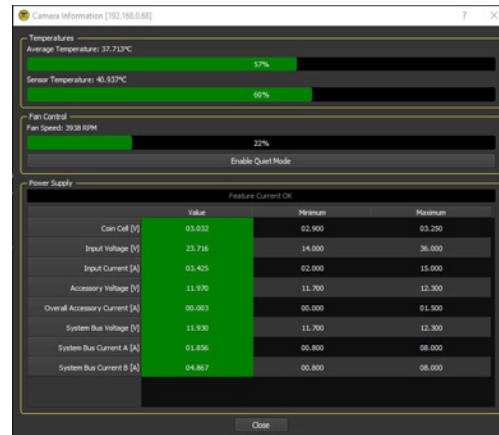 Camera Information [192.168.0.68]
? X
Temperatures
Average Temperature: 37.713°C
57%
Sensor Temperature: 40.937°C
60%
Fan Control
Fan Speed: 3938 RPM
22%
Enable Quiet Mode
Power Supply
Feature Current OK
Value Minimum Maximum
Coin Cell [V] 03.032 02.900 03.250
Input Voltage [V] 23.716 14.000 36.000
Input Current [A] 03.425 02.000 15.000
Accessory Voltage [V] 11.970 11.700 12.300
Overall Accessory Current [A] 00.003 00.000 01.500
System Bus Voltage [V] 11.930 11.700 12.300
System Bus Current A [A] 01.856 00.800 08.000
System Bus Current B [A] 04.867 00.800 08.000
Close